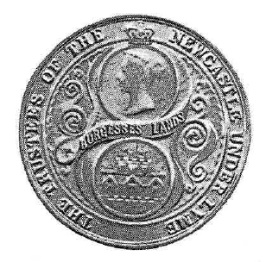 THE TRUSTEES OF THE NEWCASTLE UNDER LYME
BURGESSES LANDS